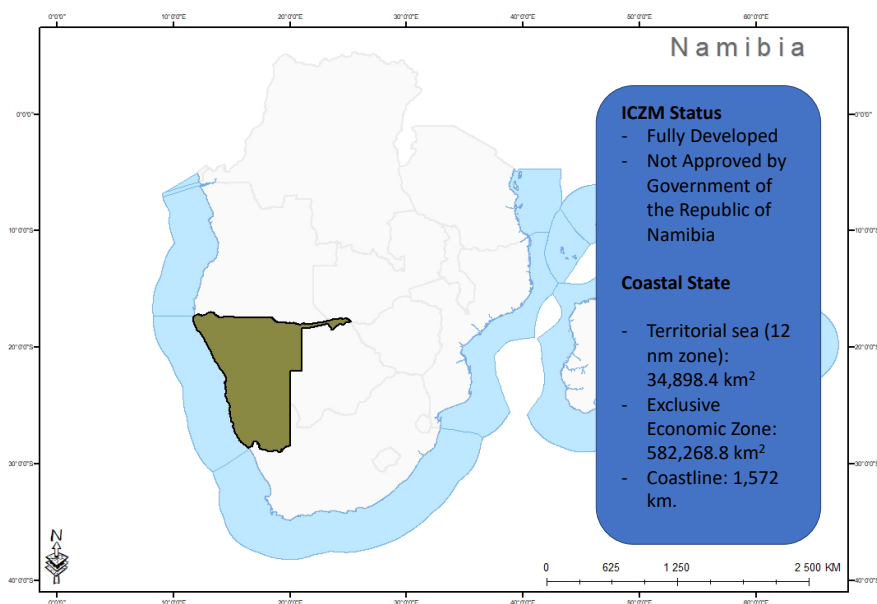 0°0'0" 10°0'0"E 20°0'0"E 30°0'0"E 40°0'0"E 50°0'0"E 60°0'0"E
Namibia
0°0'0" 0°0'0"
ICZM Status
- Fully Developed
- Not Approved by
Government of
the Republic of
Namibia
10°0'0"S 10°0'0"S
Coastal State
- Territorial sea (12
nm zone):
34,898.4 km²
- Exclusive
Economic Zone:
582,268.8 km²
- Coastline: 1,572
km.
20°0'0"S 20°0'0"S
30°0'0"S 30°0'0"S
N
0 625 1 250 2 500 KM
40°0'0"S 40°0'0"S
0°0'0" 10°0'0"E 20°0'0"E 30°0'0"E 40°0'0"E 50°0'0"E 60°0'0"E